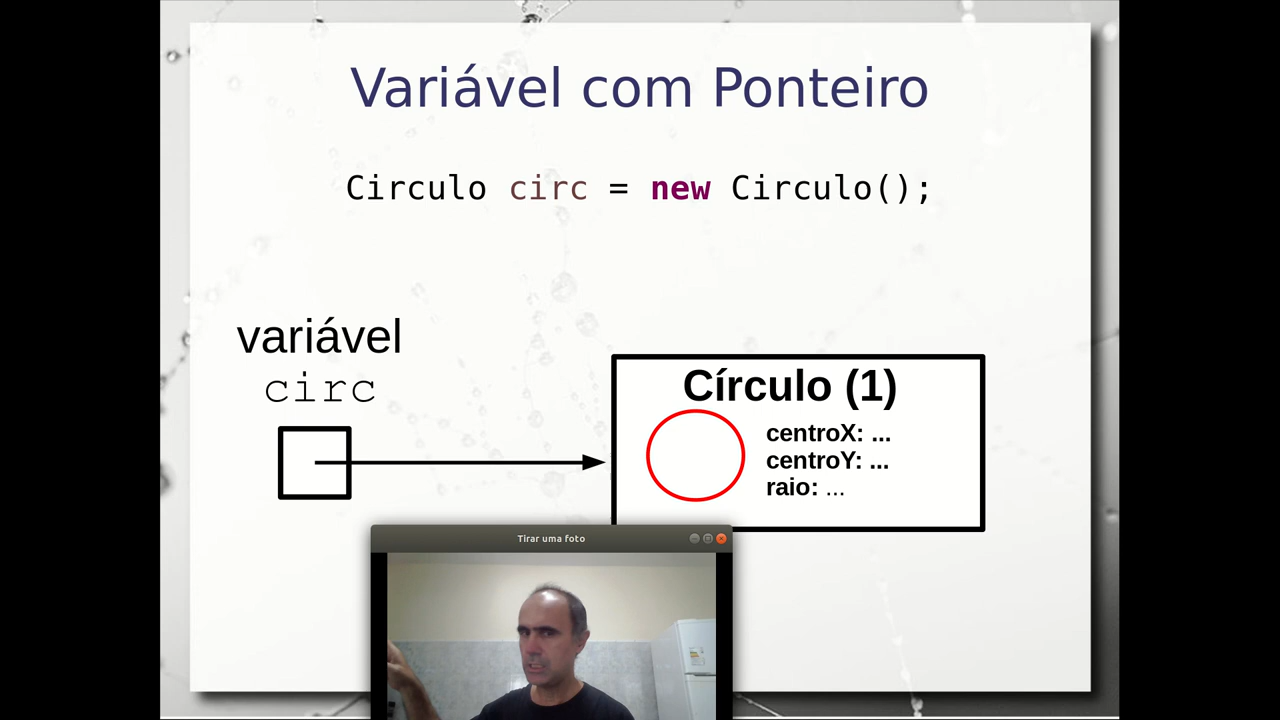 Variável com Ponteiro
Circulo circ = new Circulo();
variável
circ
Círculo (1)
centroX: ...
centroY: ...
raio: ...
Tirar uma foto